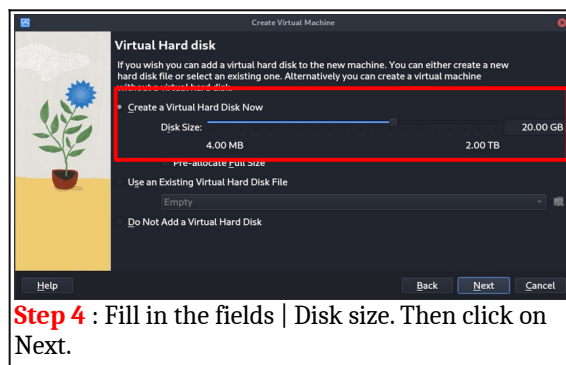 Create Virtual Machine
Virtual Hard disk
If you wish you can add a virtual hard disk to the new machine. You can either create a new
hard disk file or select an existing one. Alternatively you can create a virtual machine
without a virtual hard disk.
Create a Virtual Hard Disk Now
Disk Size:
20.00 GB
4.00 MB 2.00 TB
Pre-allocate Full Size
Use an Existing Virtual Hard Disk File
Empty
Do Not Add a Virtual Hard Disk
Help Back Next Cancel
Step 4 : Fill in the fields | Disk size. Then click on
Next.